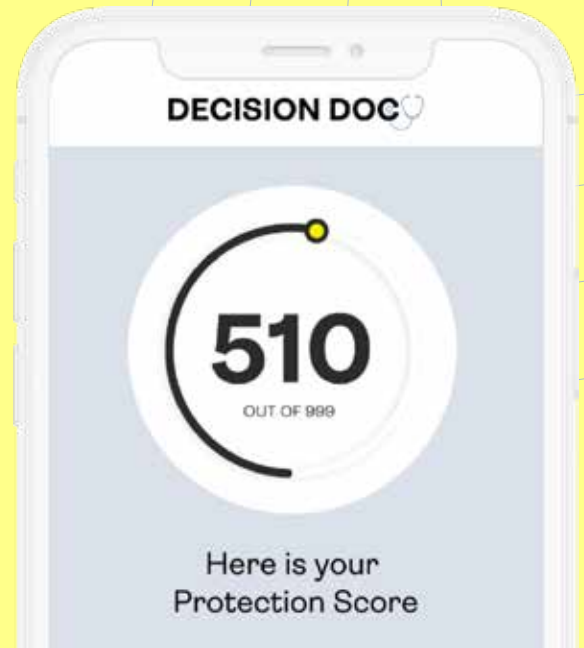 DECISION DOC
510
OUT OF 999
Here is your
Protection Score